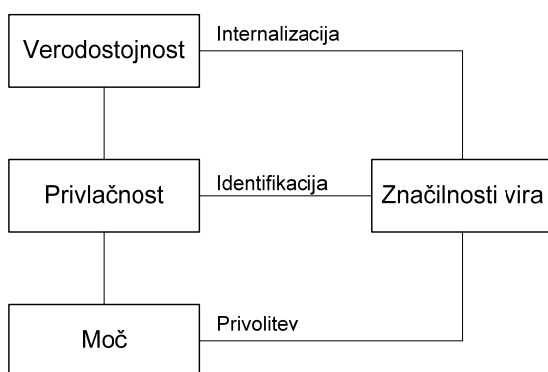 Verodostojnost
Internalizacija
Privlačnost
Identifikacija
Značilnosti vira
Moč
Privolitev